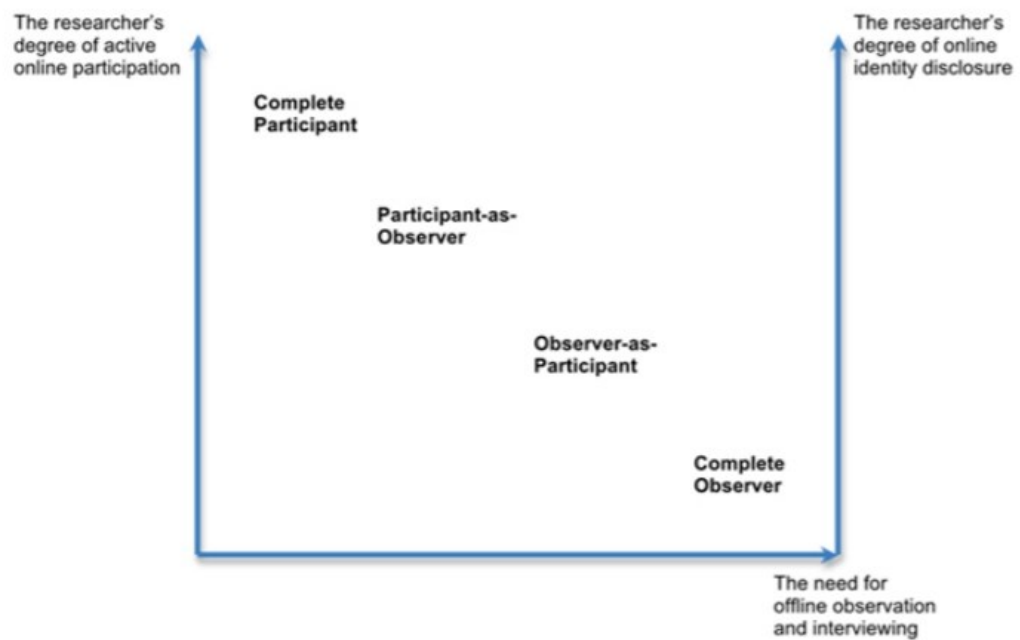 The researcher's
degree of active
online participation
The researcher's
degree of online
identity disclosure
Complete
Participant
Participant-as-
Observer
Observer-as-
Participant
Complete
Observer
The need for
offline observation
and interviewing